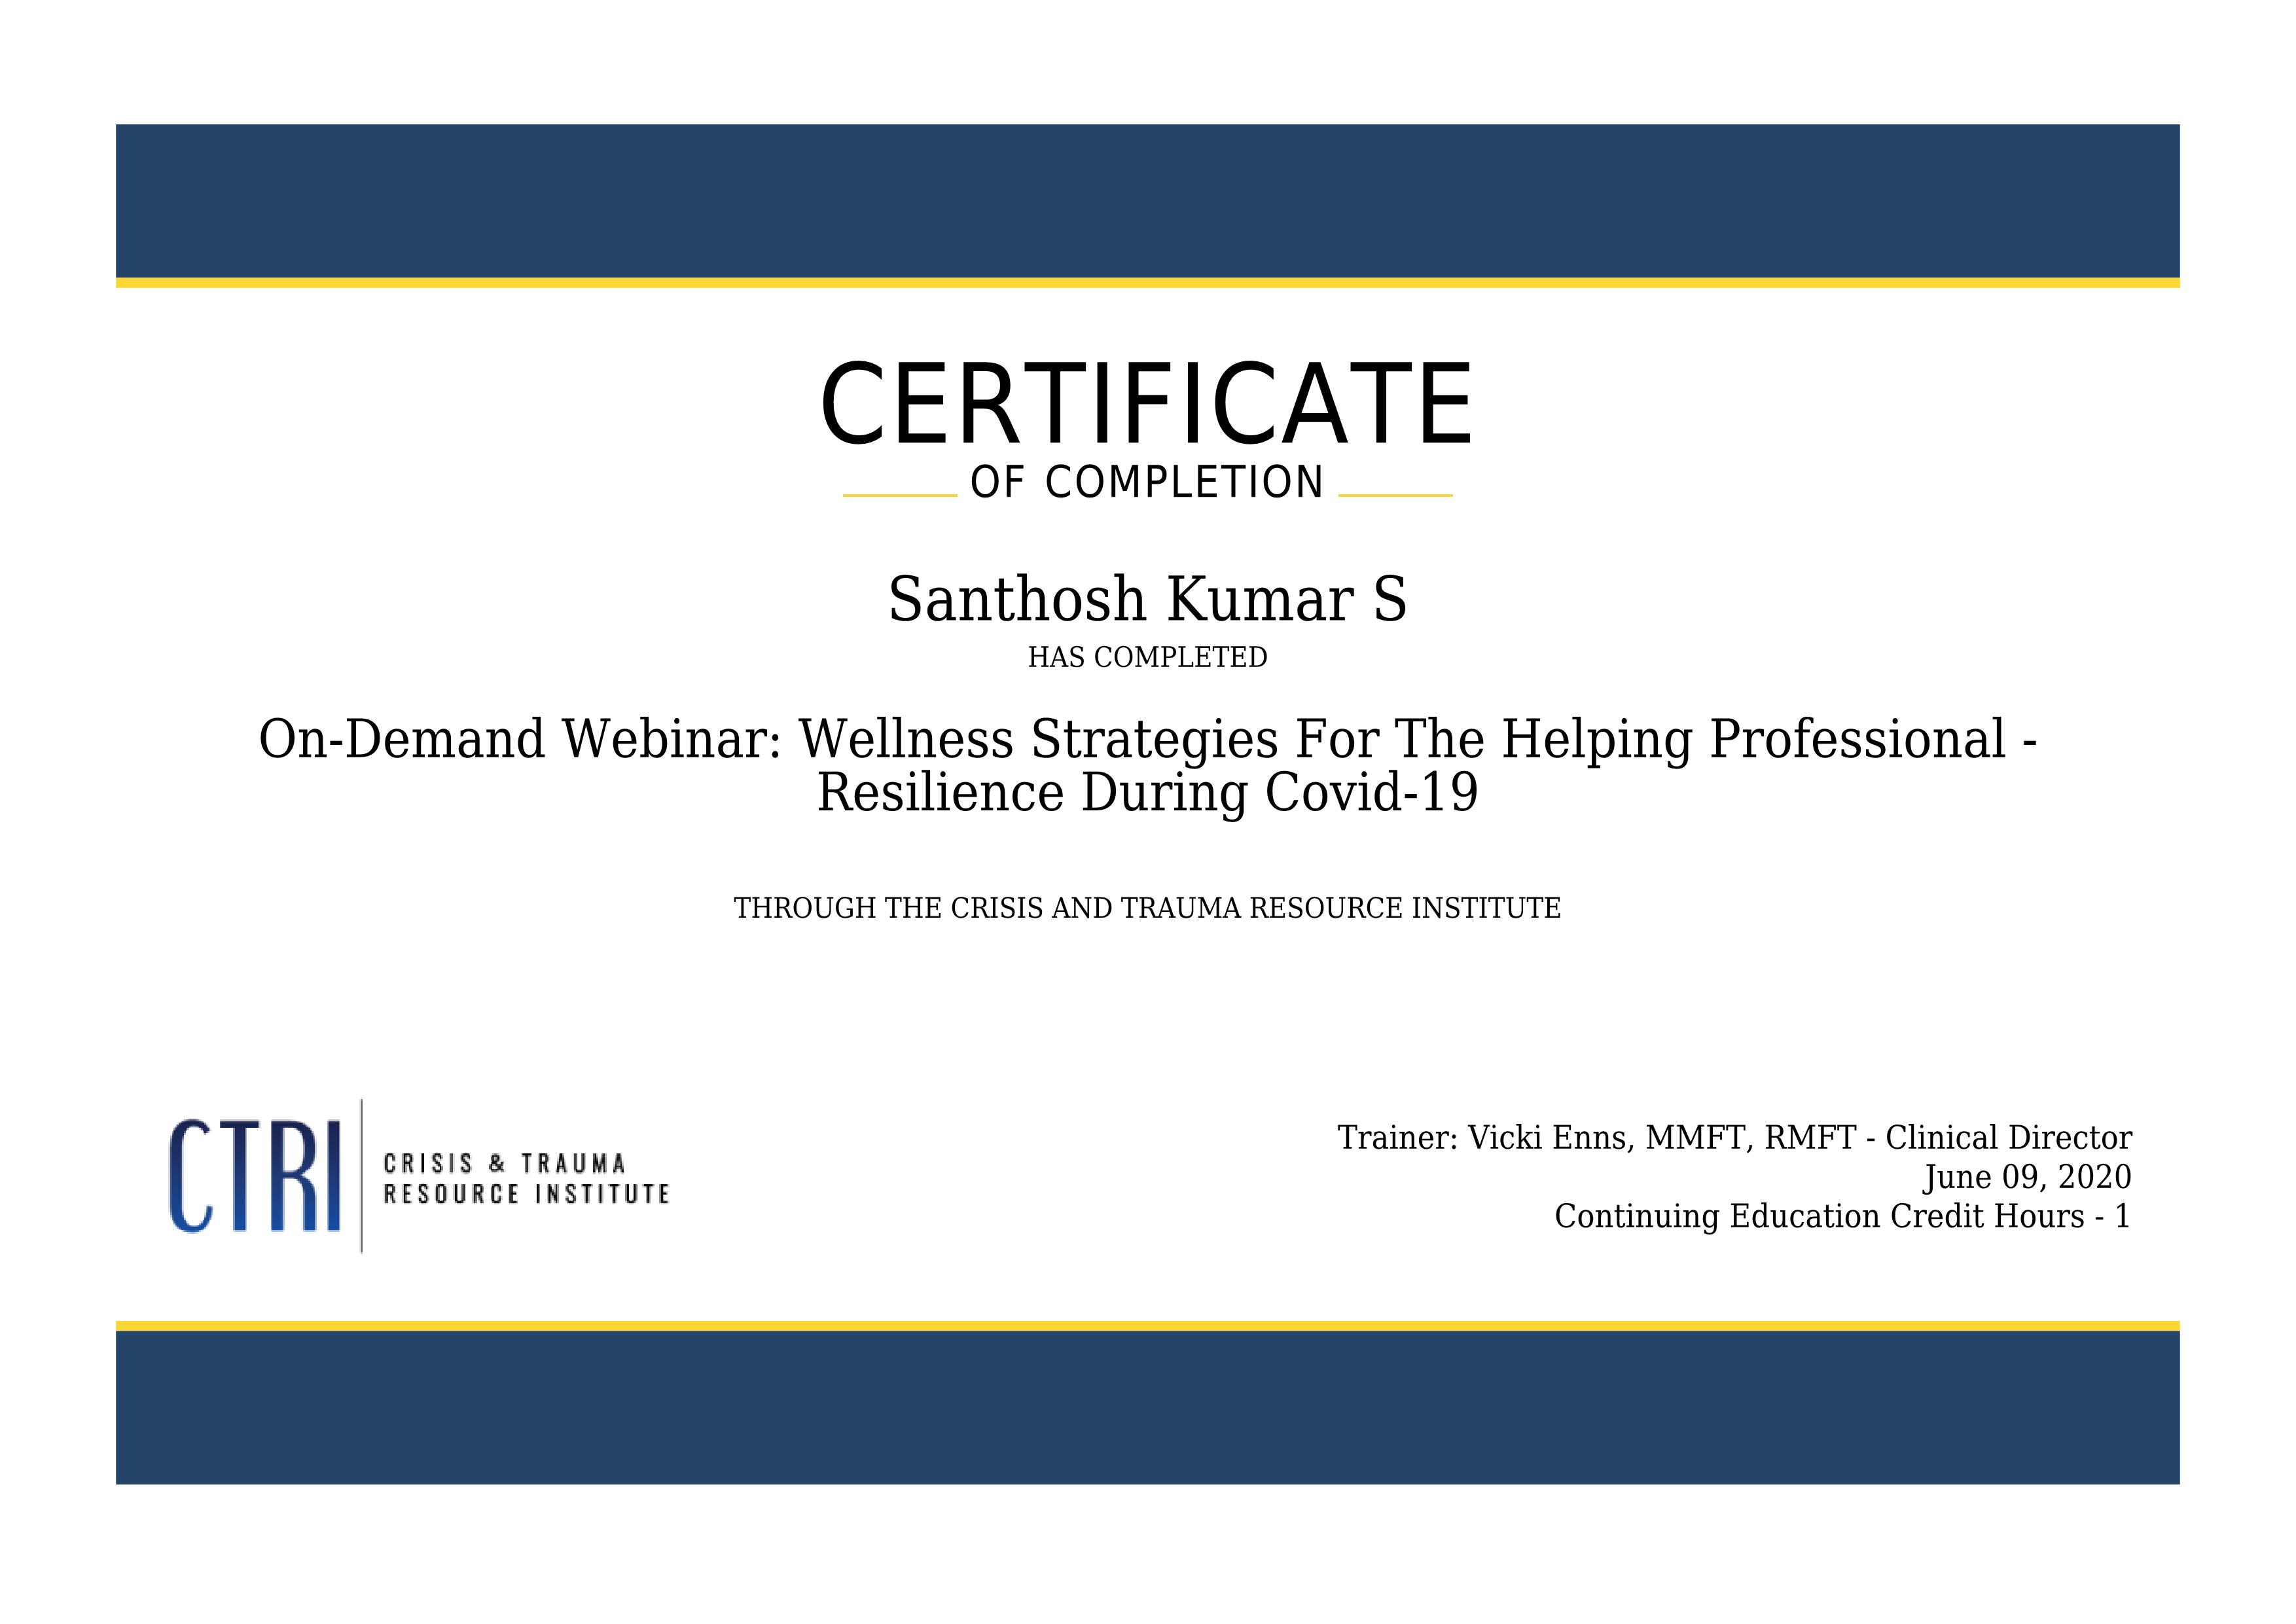 CERTIFICATE
OF COMPLETION
Santhosh Kumar S
HAS COMPLETED
On-Demand Webinar: Wellness Strategies For The Helping Professional -
Resilience During Covid-19
THROUGH THE CRISIS AND TRAUMA RESOURCE INSTITUTE
CTRI
CRISIS & TRAUMA
RESOURCE INSTITUTE
Trainer: Vicki Enns, MMFT, RMFT - Clinical Director
June 09, 2020
Continuing Education Credit Hours - 1